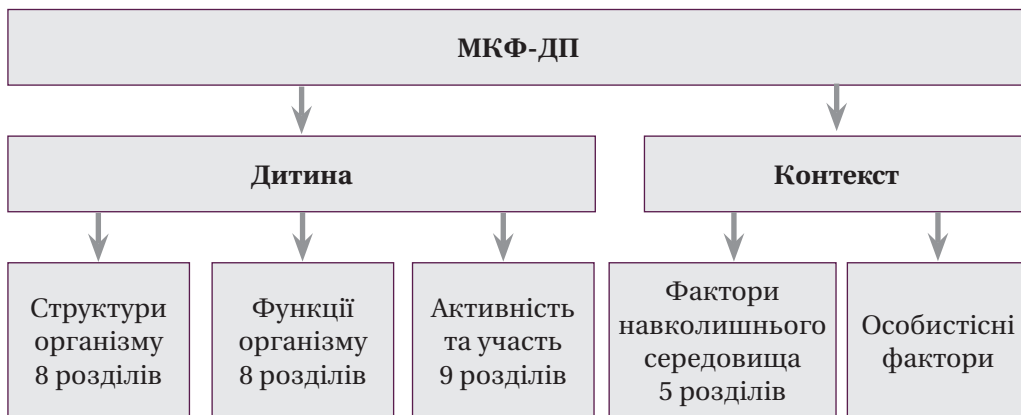 МКФ-ДП
Дитина
Контекст
Структури
організму
8 розділів
Функції
організму
8 розділів
Активність
та участь
9 розділів
Фактори
навколишнього
середовища
5 розділів
Особистісні
фактори